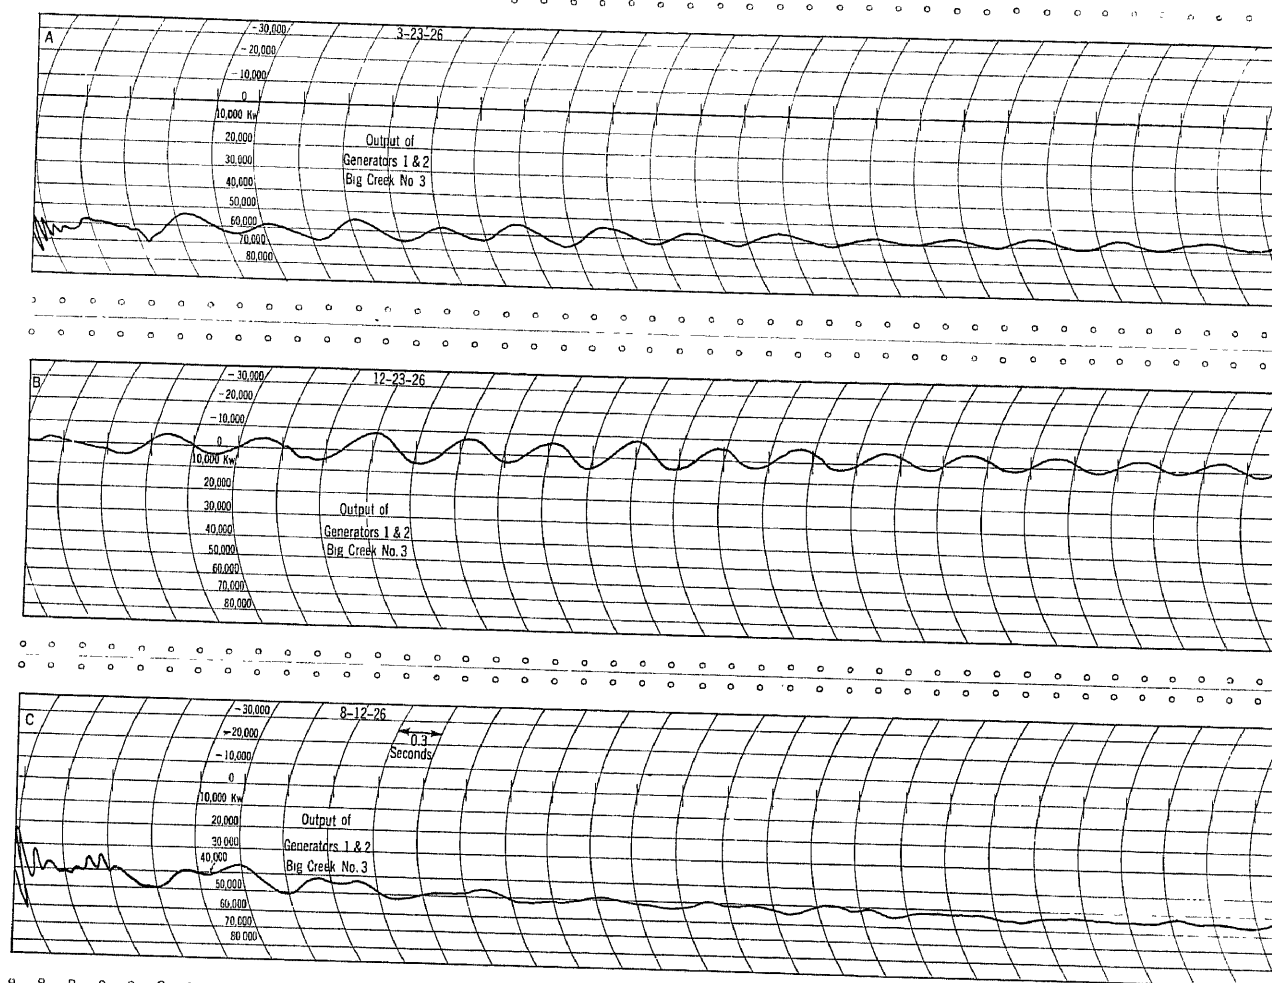 A
3-23-26
-30,000
-20,000
-10,000
0
10,000 Kw
20,000
30,000
40,000
50,000
60,000
70,000
80,000
Output of
Generators 1 & 2
Big Creek No 3
B
12-23-26
-30,000
-20,000
-10,000
0
10,000 Kw
20,000
30,000
40,000
50,000
60,000
70,000
80,000
Output of
Generators 1 & 2
Big Creek No. 3
C
8-12-26
0.3
Seconds
-30,000
-20,000
-10,000
0
10,000 Kw
20,000
30 000
40,000
50,000
60,000
70,000
80 000
Output of
Generators 1 & 2
Big Creek No. 3